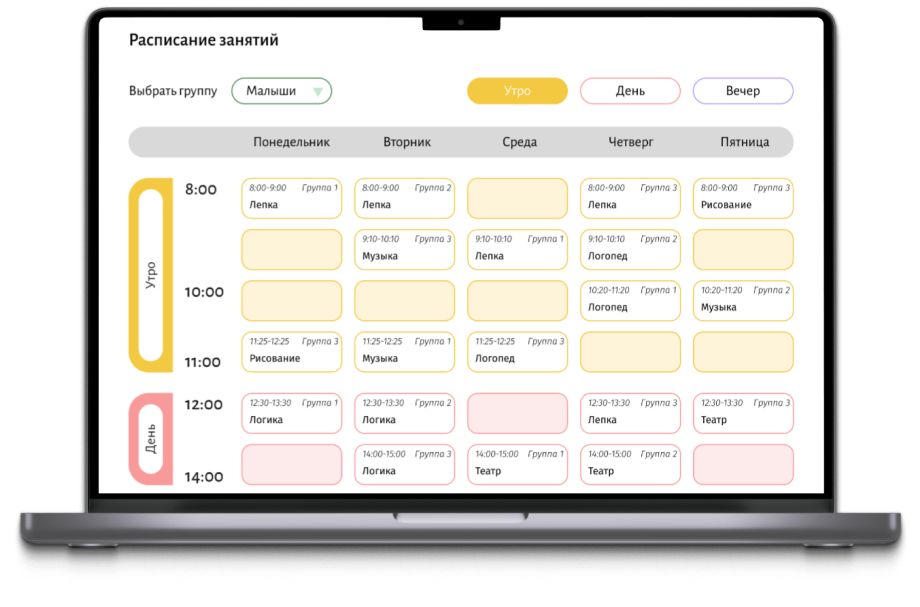 Расписание занятий
Выбрать группу Малыши Утро День Вечер
Понедельник Вторник Среда Четверг Пятница
Утро
8:00
8:00-9:00 Группа 1 8:00-9:00 Группа 2 8:00-9:00 Группа 3 8:00-9:00 Группа 3
Лепка Лепка Лепка Рисование
9:10-10:10 Группа 3 9:10-10:10 Группа 1 9:10-10:10 Группа 2
Музыка Лепка Логопед
10:00
10:20-11:20 Группа 1 10:20-11:20 Группа 2
Логопед Музыка
11:25-12:25 Группа 3 11:25-12:25 Группа 1 11:25-12:25 Группа 3
Рисование Музыка Логопед
11:00
День
12:00
12:30-13:30 Группа 1 12:30-13:30 Группа 2 12:30-13:30 Группа 3 12:30-13:30 Группа 3
Логика Логика Лепка Театр
14:00-15:00 Группа 3 14:00-15:00 Группа 1 14:00-15:00 Группа 2
Логика Театр Театр
14:00